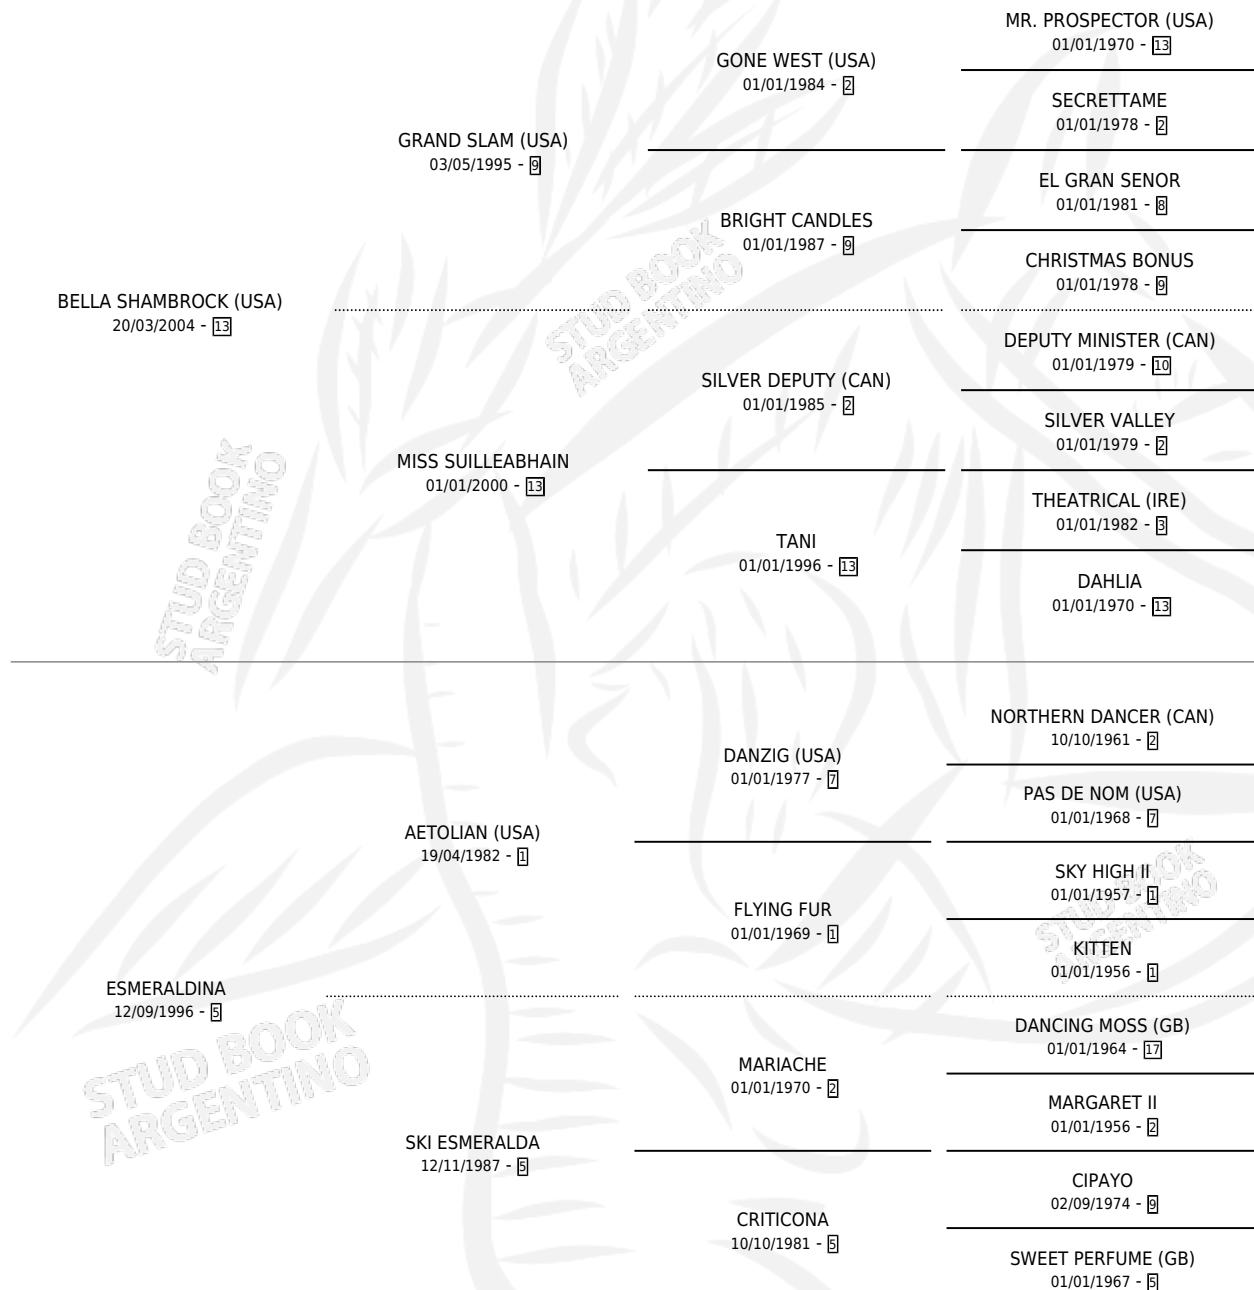 MR. PROSPECTOR (USA)
01/01/1970 - 13
GONE WEST (USA)
01/01/1984 - 2
SECRETTAME
01/01/1978 - 2
GRAND SLAM (USA)
03/05/1995 - 9
EL GRAN SENOR
01/01/1981 - 8
BRIGHT CANDLES
01/01/1987 - 9
CHRISTMAS BONUS
01/01/1978 - 9
BELLA SHAMBROCK (USA)
20/03/2004 - 13
STUD BOOK
ARGENTINO
DEPUTY MINISTER (CAN)
01/01/1979 - 10
SILVER DEPUTY (CAN)
01/01/1985 - 2
SILVER VALLEY
01/01/1979 - 2
MISS SUILLEABHAIN
01/01/2000 - 13
THEATRICAL (IRE)
01/01/1982 - 3
TANI
01/01/1996 - 13
DAHLIA
01/01/1970 - 13
STUD BOOK
ARGENTINO
NORTHERN DANCER (CAN)
10/10/1961 - 2
DANZIG (USA)
01/01/1977 - 7
PAS DE NOM (USA)
01/01/1968 - 7
AETOLIAN (USA)
19/04/1982 - 1
SKY HIGH II
01/01/1957 - 1
FLYING FUR
01/01/1969 - 1
KITTEN
01/01/1956 - 1
STUD BOOK
ARGENTINO
ESMERALDINA
12/09/1996 - 5
DANCING MOSS (GB)
01/01/1964 - 17
MARIACHE
01/01/1970 - 2
MARGARET II
01/01/1956 - 2
STUD BOOK
ARGENTINO
SKI ESMERALDA
12/11/1987 - 5
CIPAYO
02/09/1974 - 9
CRITICONA
10/10/1981 - 5
SWEET PERFUME (GB)
01/01/1967 - 5